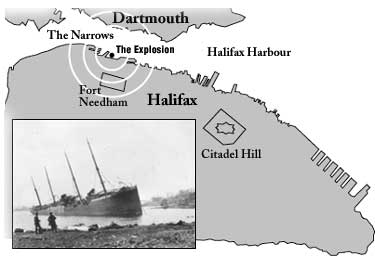 Dartmouth
The Narrows
The Explosion
Halifax Harbour
Fort
Needham
Halifax
Citadel Hill